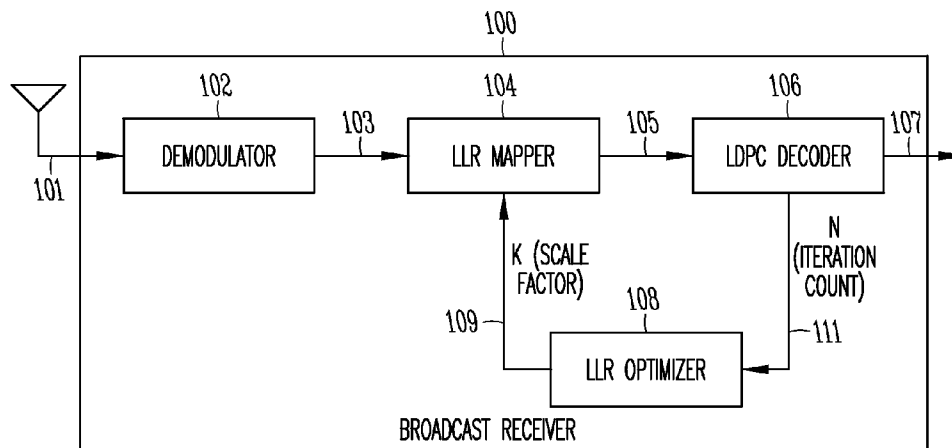 100
102
104
106
103
105
107
DEMODULATOR
LLR MAPPER
LDPC DECODER
101
K (SCALE
FACTOR)
N
(ITERATION
COUNT)
109
108
111
LLR OPTIMIZER
BROADCAST RECEIVER